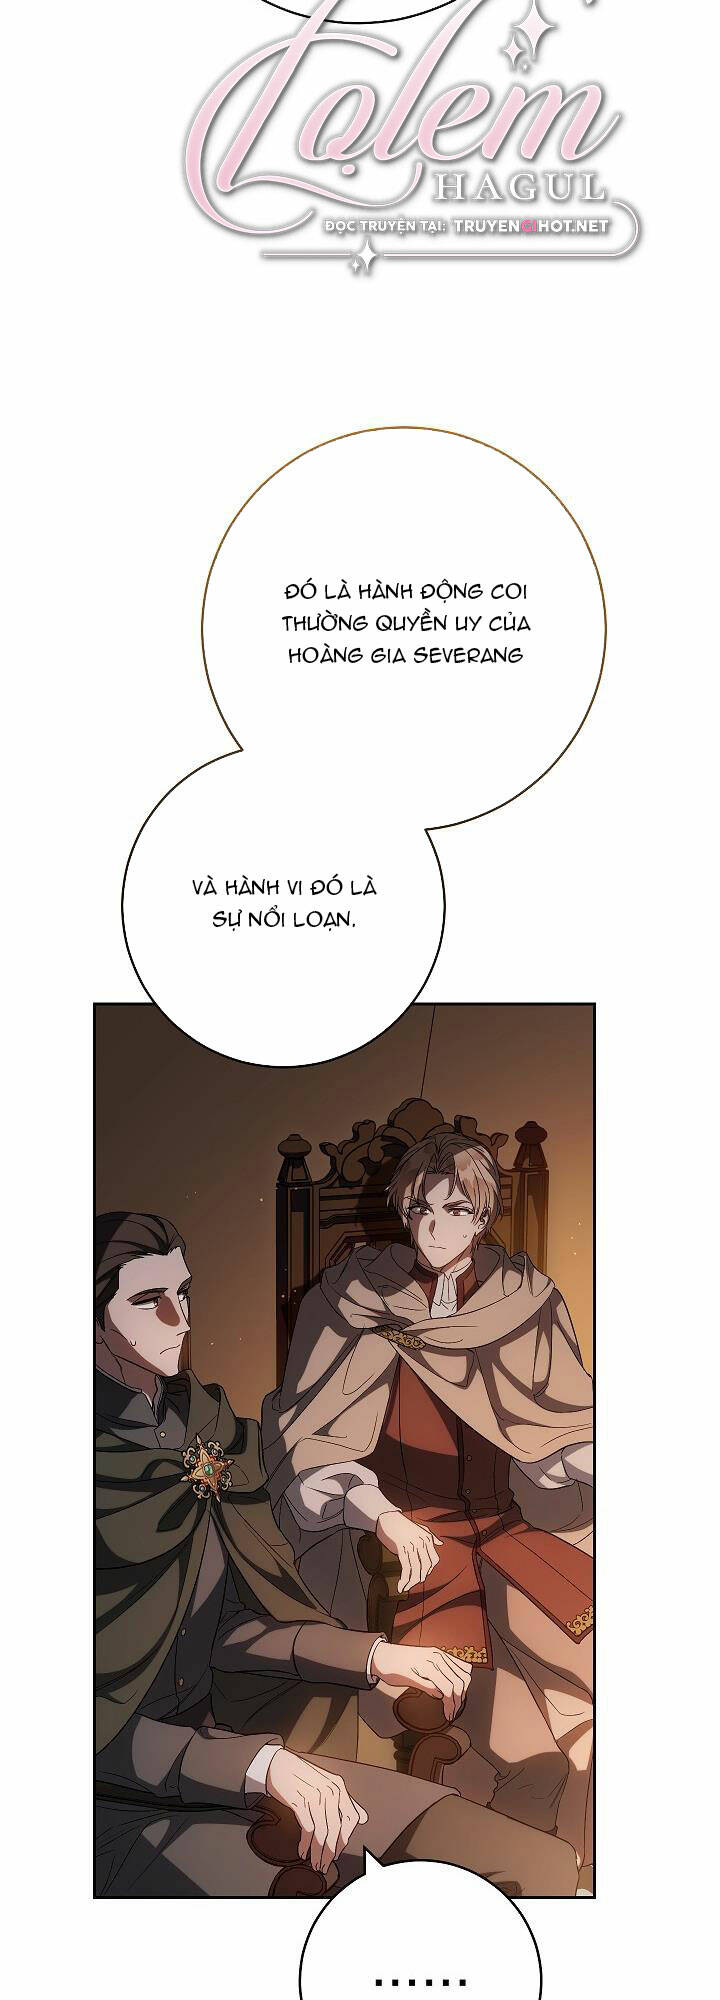 Lọlem
HAGUL
ĐỌC TRUYỆN TẠI: TRUYENGIHOT.NET
ĐÓ LÀ HÀNH ĐỘNG COI
THƯỜNG QUYỀN UY CỦA
HOÀNG GIA SEVERANG
VÀ HÀNH VI ĐÓ LÀ
SỰ NỔI LOẠN.
......